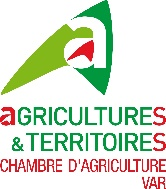 a
aGRICULTURES
& TERRITOIRES
CHAMBRE D'AGRICULTURE
VAR